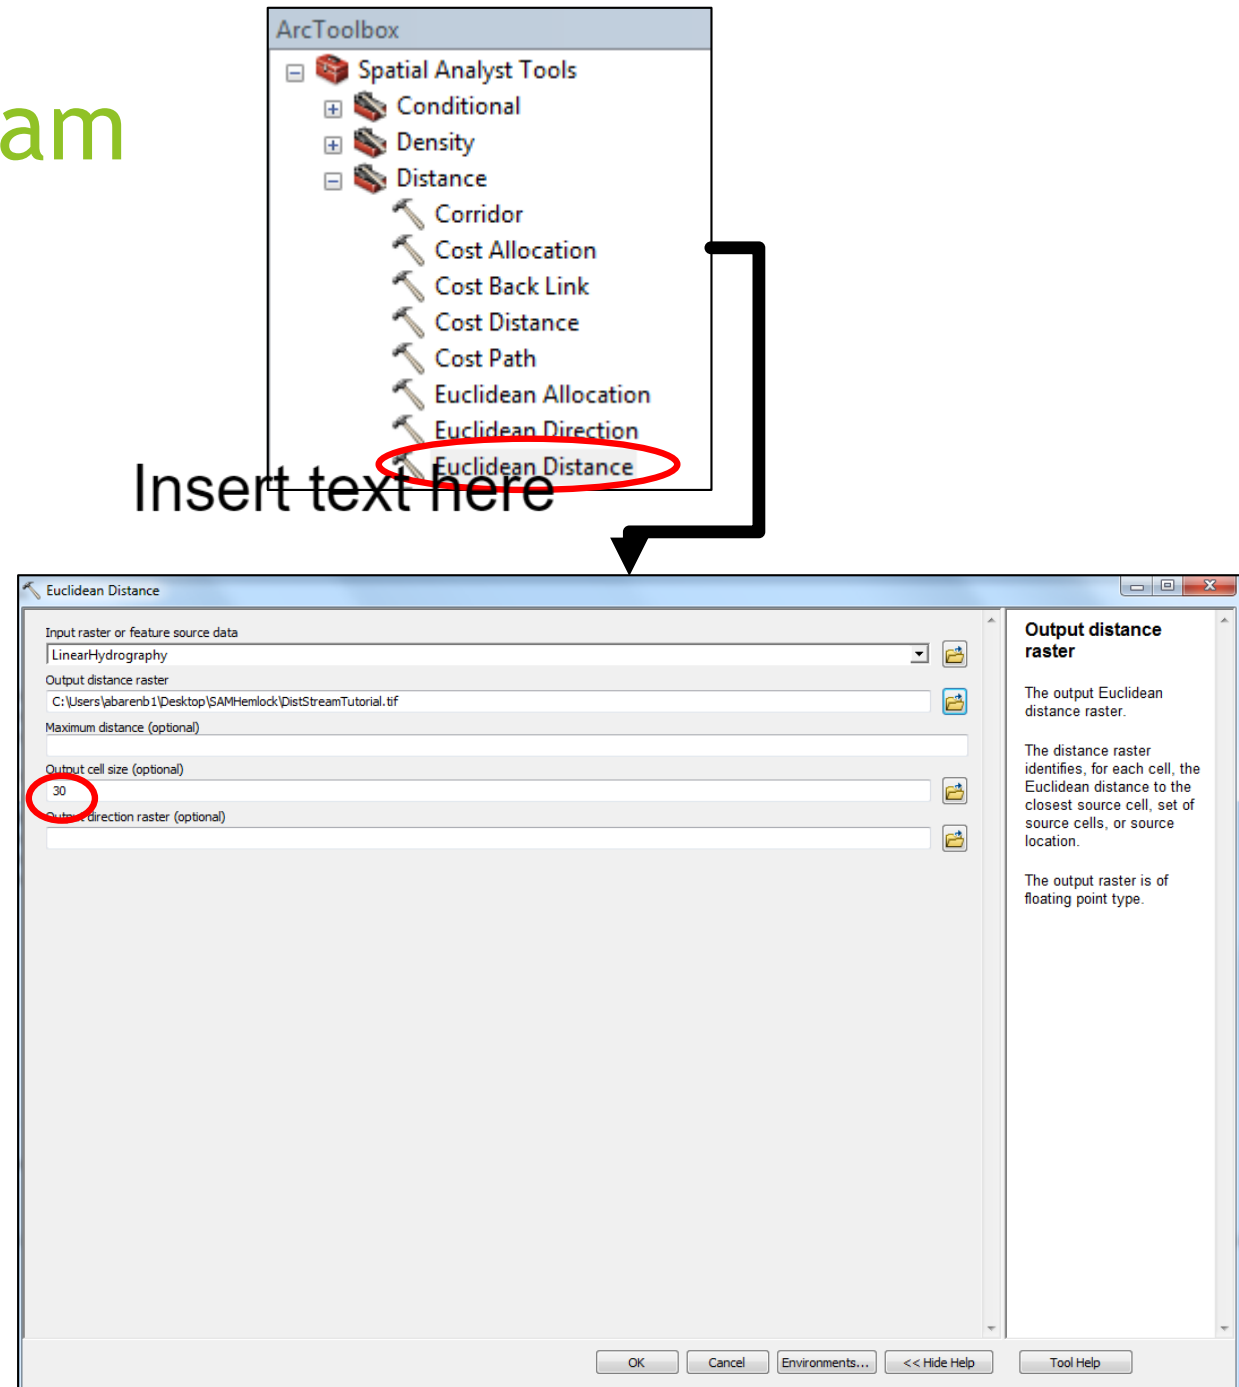 ArcToolbox
Spatial Analyst Tools
Conditional
am
Density
Distance
Corridor
Cost Allocation
Cost Back Link
Cost Distance
Cost Path
Euclidean Allocation
Euclidean Direction
Euclidean Distance
Insert text here
Euclidean Distance
Input raster or feature source data
LinearHydrography
Output distance raster
C:\Users\abarenb1\Desktop\SAMHemlock\DistStreamTutorial.tif
Maximum distance (optional)
Output cell size (optional)
30
Output direction raster (optional)
Output distance
raster
The output Euclidean
distance raster.
The distance raster
identifies, for each cell, the
Euclidean distance to the
closest source cell, set of
source cells, or source
location.
The output raster is of
floating point type.
OK
Cancel
Environments...
<< Hide Help
Tool Help